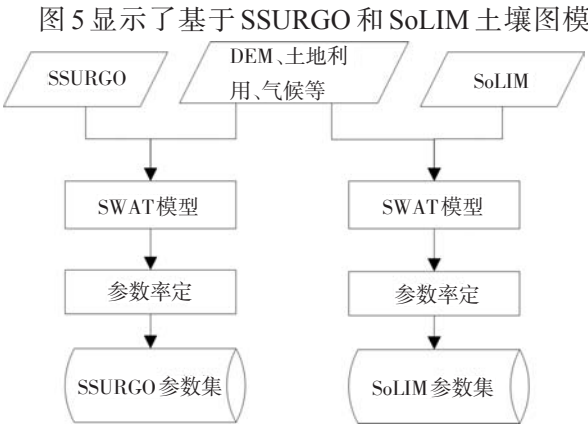 图5显示了基于SSURGO和SoLIM土壤图模
SSURGO
DEM、土地利
用、气候等
SoLIM
SWAT模型
SWAT模型
参数率定
参数率定
SSURGO参数集
SoLIM参数集